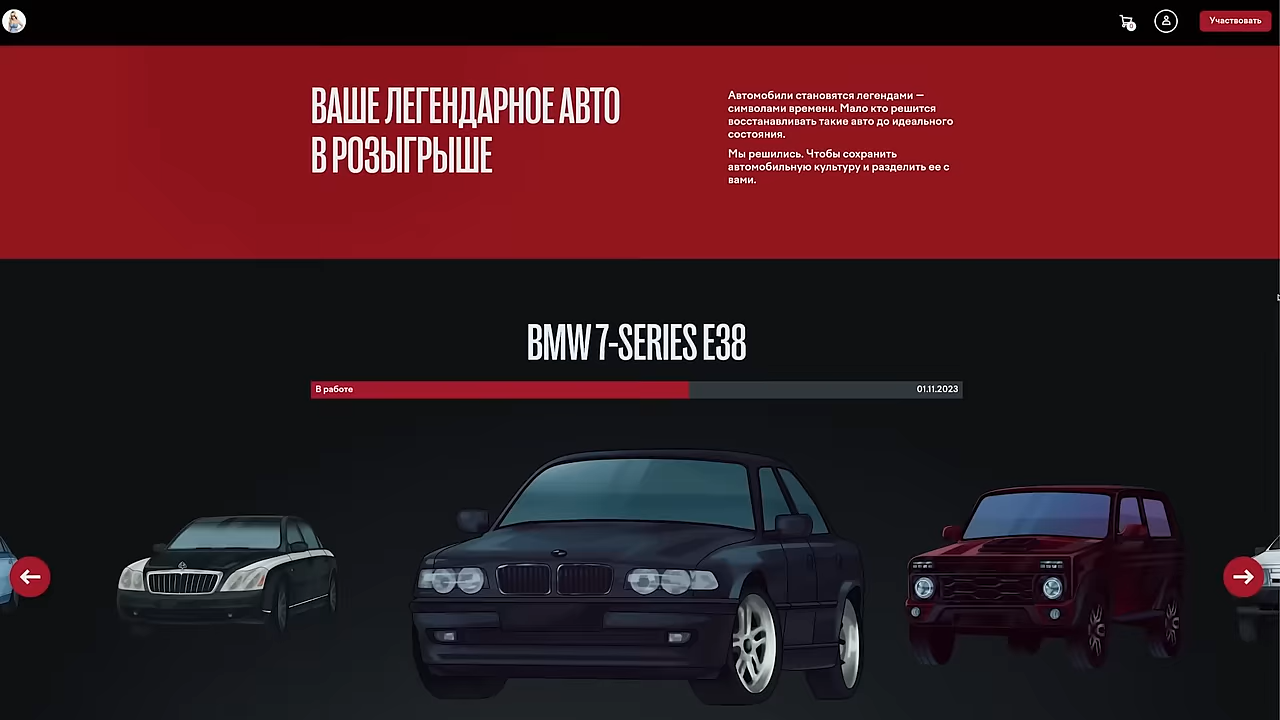 Участвовать
ВАШЕ ЛЕГЕНДАРНОЕ АВТО
В РОЗЫГРЫШЕ
Автомобили становятся легендами —
символами времени. Мало кто решится
восстанавливать такие авто до идеального
состояния.
Мы решились. Чтобы сохранить
автомобильную культуру и разделить ее с
вами.
BMW 7-SERIES E38
В работе
01.11.2023